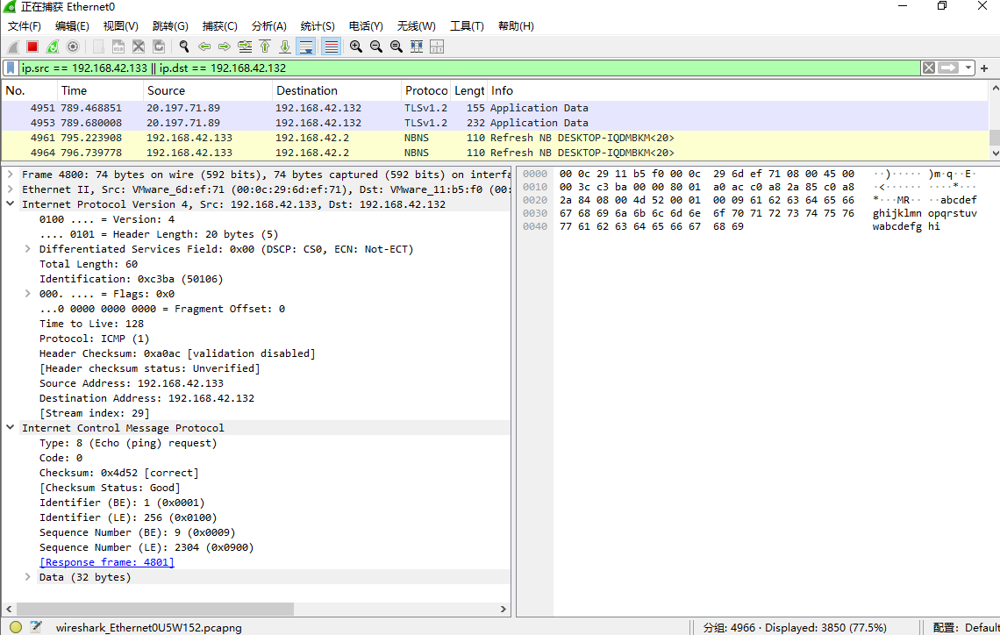 正在捕获 Ethernet0
文件(F) 编辑(E) 视图(V) 跳转(G) 捕获(C) 分析(A) 统计(S) 电话(Y) 无线(W) 工具(T) 帮助(H)
ip.src == 192.168.42.133 || ip.dst == 192.168.42.132
No. Time Source Destination Protoco Lengt Info
4951 789.468851 20.197.71.89 192.168.42.132 TLSv1.2 155 Application Data
4953 789.680008 20.197.71.89 192.168.42.132 TLSv1.2 232 Application Data
4961 795.223908 192.168.42.133 192.168.42.2 NBNS 110 Refresh NB DESKTOP-IQDMBKM<20>
4964 796.739778 192.168.42.133 192.168.42.2 NBNS 110 Refresh NB DESKTOP-IQDMBKM<20>
Frame 4800: 74 bytes on wire (592 bits), 74 bytes captured (592 bits) on interfa
Ethernet II, Src: VMware_6d:ef:71 (00:0c:29:6d:ef:71), Dst: VMware_11:b5:f0 (00:
Internet Protocol Version 4, Src: 192.168.42.133, Dst: 192.168.42.132
0100 .... = Version: 4
.... 0101 = Header Length: 20 bytes (5)
Differentiated Services Field: 0x00 (DSCP: CS0, ECN: Not-ECT)
Total Length: 60
Identification: 0xc3ba (50106)
000. .... = Flags: 0x0
...0 0000 0000 0000 = Fragment Offset: 0
Time to Live: 128
Protocol: ICMP (1)
Header Checksum: 0xa0ac [validation disabled]
[Header checksum status: Unverified]
Source Address: 192.168.42.133
Destination Address: 192.168.42.132
[Stream index: 29]
Internet Control Message Protocol
Type: 8 (Echo (ping) request)
Code: 0
Checksum: 0x4d52 [correct]
[Checksum Status: Good]
Identifier (BE): 1 (0x0001)
Identifier (LE): 256 (0x0100)
Sequence Number (BE): 9 (0x0009)
Sequence Number (LE): 2304 (0x0900)
[Response frame: 4801]
Data (32 bytes)
0000 00 0c 29 11 b5 f0 00 0c 29 6d ef 71 08 00 45 00 ··)····· )m·q··E·
0010 00 3c c3 ba 00 00 80 01 a0 ac c0 a8 2a 85 c0 a8 ·<······ ····*···
0020 2a 84 08 00 4d 52 00 01 00 09 61 62 63 64 65 66 *···MR·· ··abcdef
0030 67 68 69 6a 6b 6c 6d 6e 6f 70 71 72 73 74 75 76 ghijklmn opqrstuv
0040 77 61 62 63 64 65 66 67 68 69 wabcdefg hi
wireshark_Ethernet0U5W152.pcapng 分组: 4966 · Displayed: 3850 (77.5%) 配置: Default